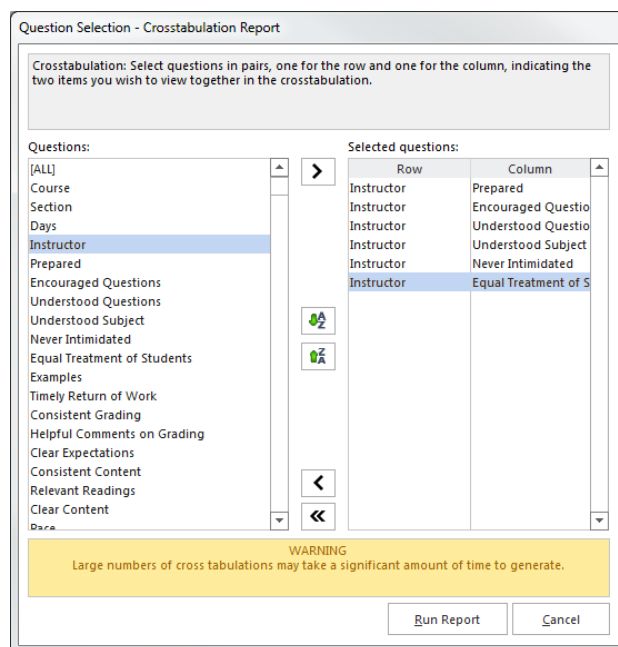 Question Selection - Crosstabulation Report
Crosstabulation: Select questions in pairs, one for the row and one for the column, indicating the
two items you wish to view together in the crosstabulation.
Questions:
[ALL]
Course
Section
Days
Instructor
Prepared
Encouraged Questions
Understood Questions
Understood Subject
Never Intimidated
Equal Treatment of Students
Examples
Timely Return of Work
Consistent Grading
Helpful Comments on Grading
Clear Expectations
Consistent Content
Relevant Readings
Clear Content
Pace
Selected questions:
Row Column
Instructor Prepared
Instructor Encouraged Questio
Instructor Understood Questio
Instructor Understood Subject
Instructor Never Intimidated
Instructor Equal Treatment of S
WARNING
Large numbers of cross tabulations may take a significant amount of time to generate.
Run Report Cancel